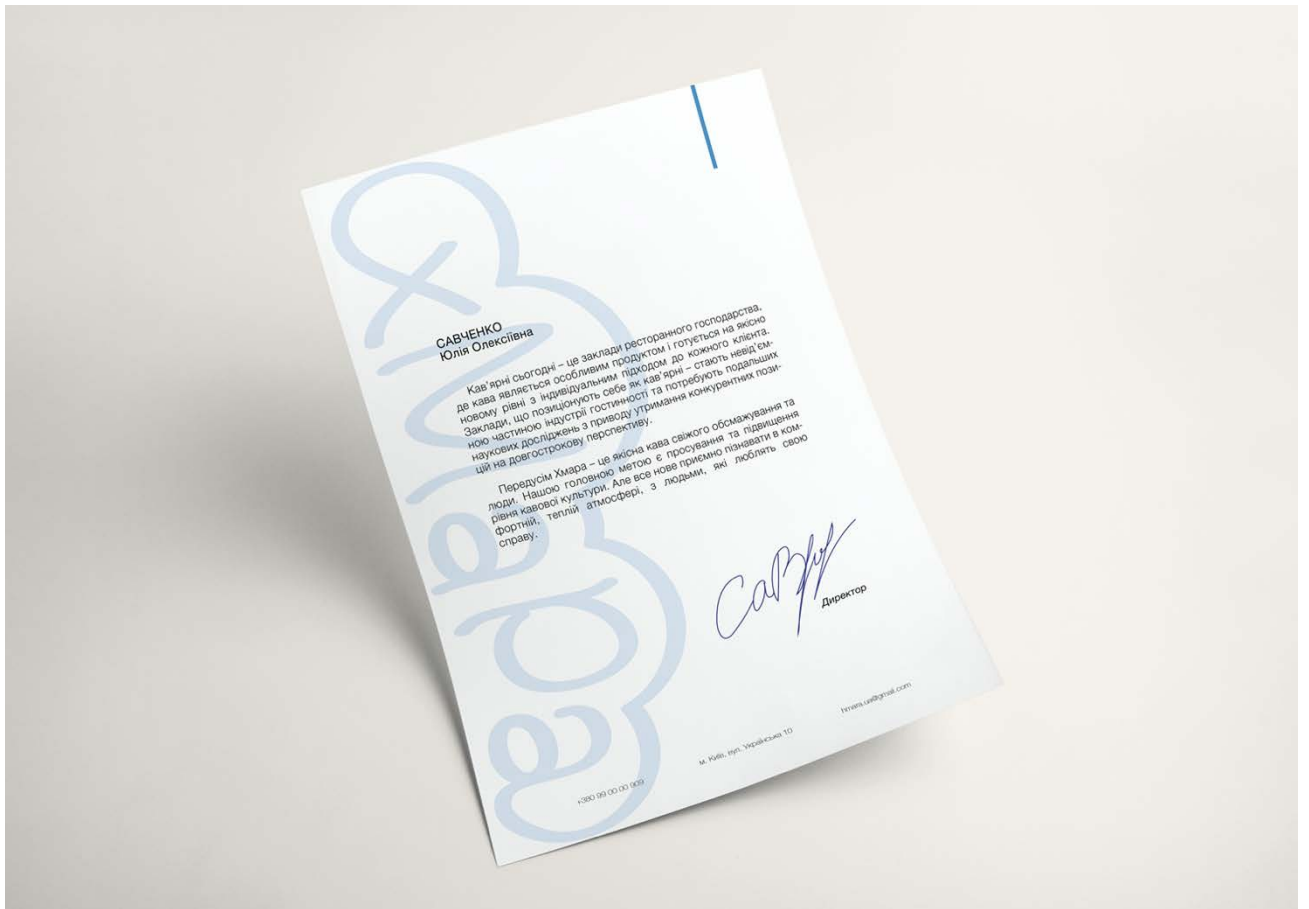 хмара
САВЧЕНКО
Юлія Олексіївна
Кав'ярні сьогодні – це заклади ресторанного господарства,
де кава являється особливим продуктом і готується на якісно
новому рівні з індивідуальним підходом до кожного клієнта.
Заклади, що позиціонують себе як кав'ярні – стають невід'єм-
ною частиною індустрії гостинності та потребують подальших
наукових досліджень з приводу утримання конкурентних пози-
цій на довгострокову перспективу.
Передусім Хмара – це якісна кава свіжого обсмажування та
люди. Нашою головною метою є просування та підвищення
рівня кавової культури. Але все нове приємно пізнавати в ком-
фортній, теплій атмосфері, з людьми, які люблять свою
справу.
Директор
+380 99 00 00 909
м. Київ, вул. Українська 10
hmara.ua@gmail.com